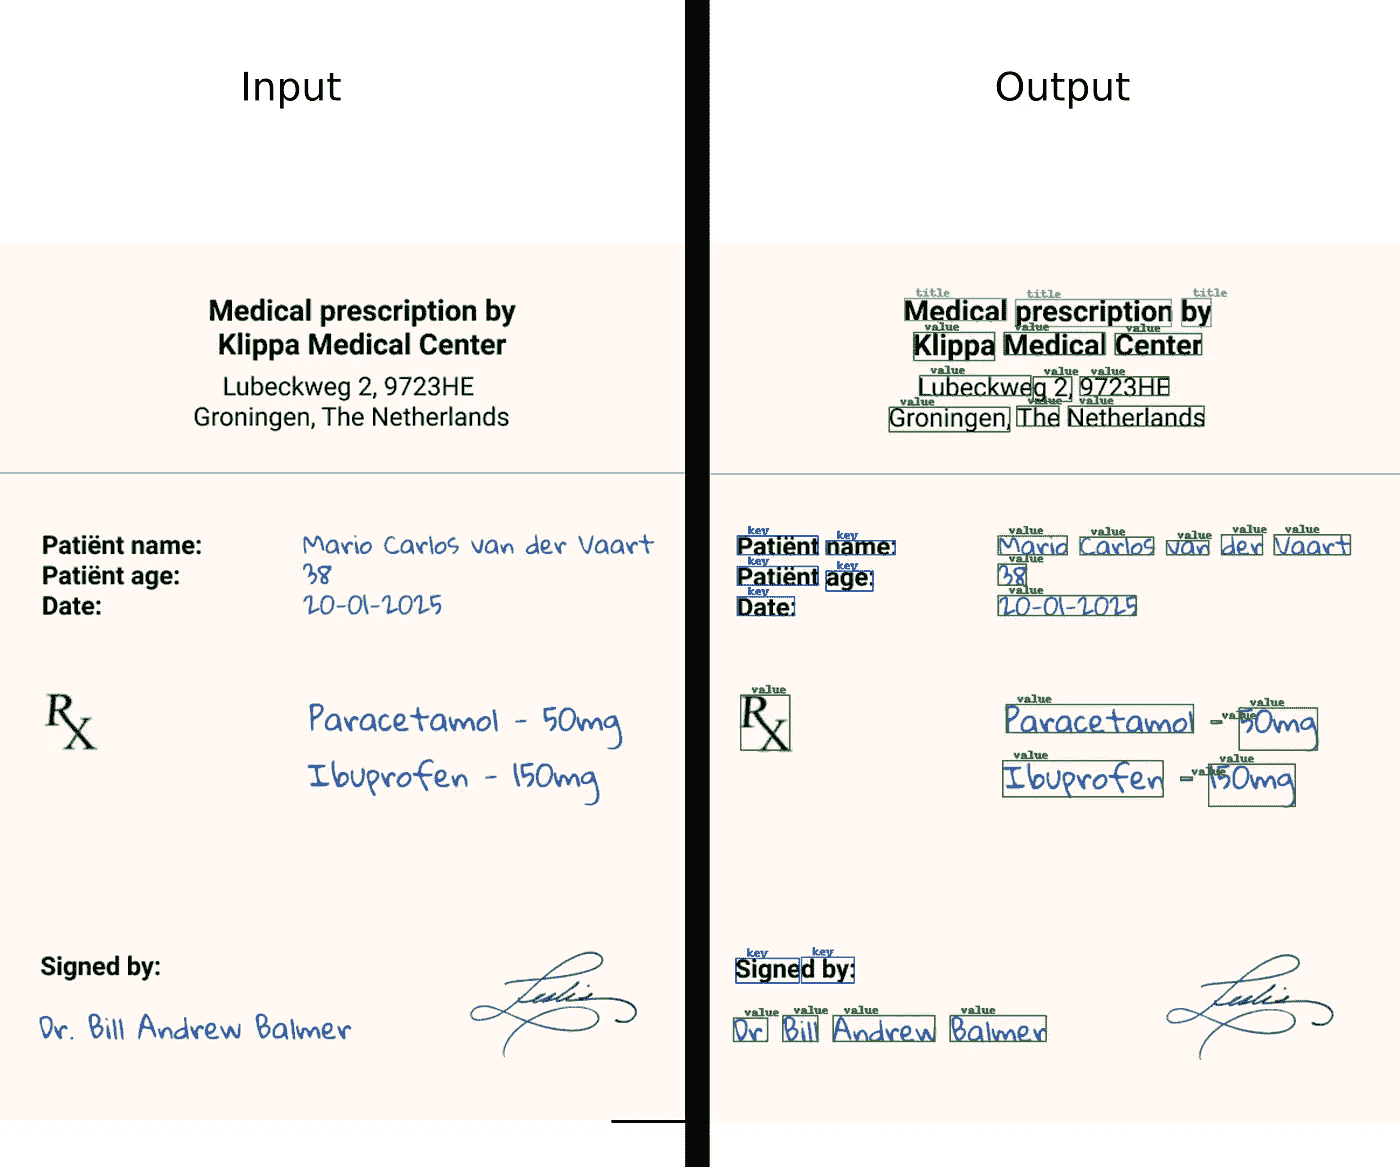 Input
Medical prescription by
Klippa Medical Center
Lubeckweg 2, 9723HE
Groningen, The Netherlands
Patiënt name: Mario Carlos van der Vaart
Patiënt age: 38
Date: 20-01-2025
Rx
Paracetamol - 50mg
Ibuprofen - 150mg
Signed by:
Leslie
Dr. Bill Andrew Balmer
Output
title title title
Medical prescription by
value value value
Klippa Medical Center
value value value
Lubeckweg 2, 9723HE
value value value
Groningen, The Netherlands
key key value value value value value
Patiënt name: Mario Carlos van der Vaart
key key value
Patiënt age: 38
key value
Date: 20-01-2025
value
Rx
value value value
Paracetamol - 50mg
value value value
Ibuprofen - 150mg
key key
Signed by:
Leslie
value value value value
Dr. Bill Andrew Balmer